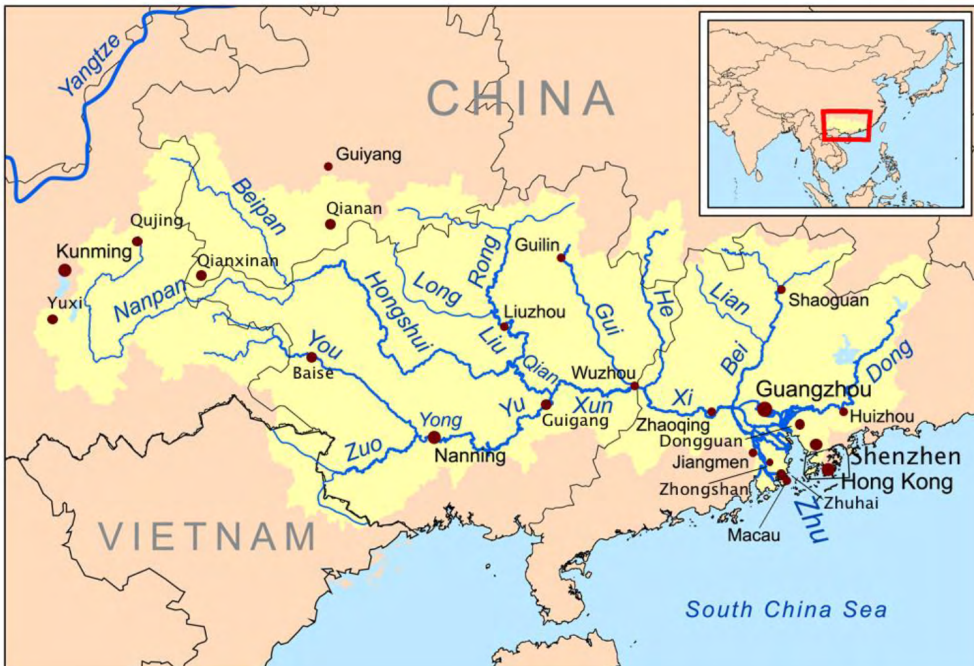 Yangtze
CHINA
Guiyang
Beipan
Qianan
Qujing
Kunming
Qianxinan
Nanpan
Yuxi
Hongshui
Long
Rong
Guilin
Gui
He
Lian
Shaoguan
Liuzhou
Liu
Qian
Bei
Dong
You
Baise
Wuzhou
Guangzhou
Xi
Xun
Yu
Yong
Guigang
Zhaoqing
Huizhou
Dongguan
Zuo
Nanning
Jiangmen
Shenzhen
Hong Kong
Zhongshan
Zhuhai
Macau
Zhu
VIETNAM
South China Sea